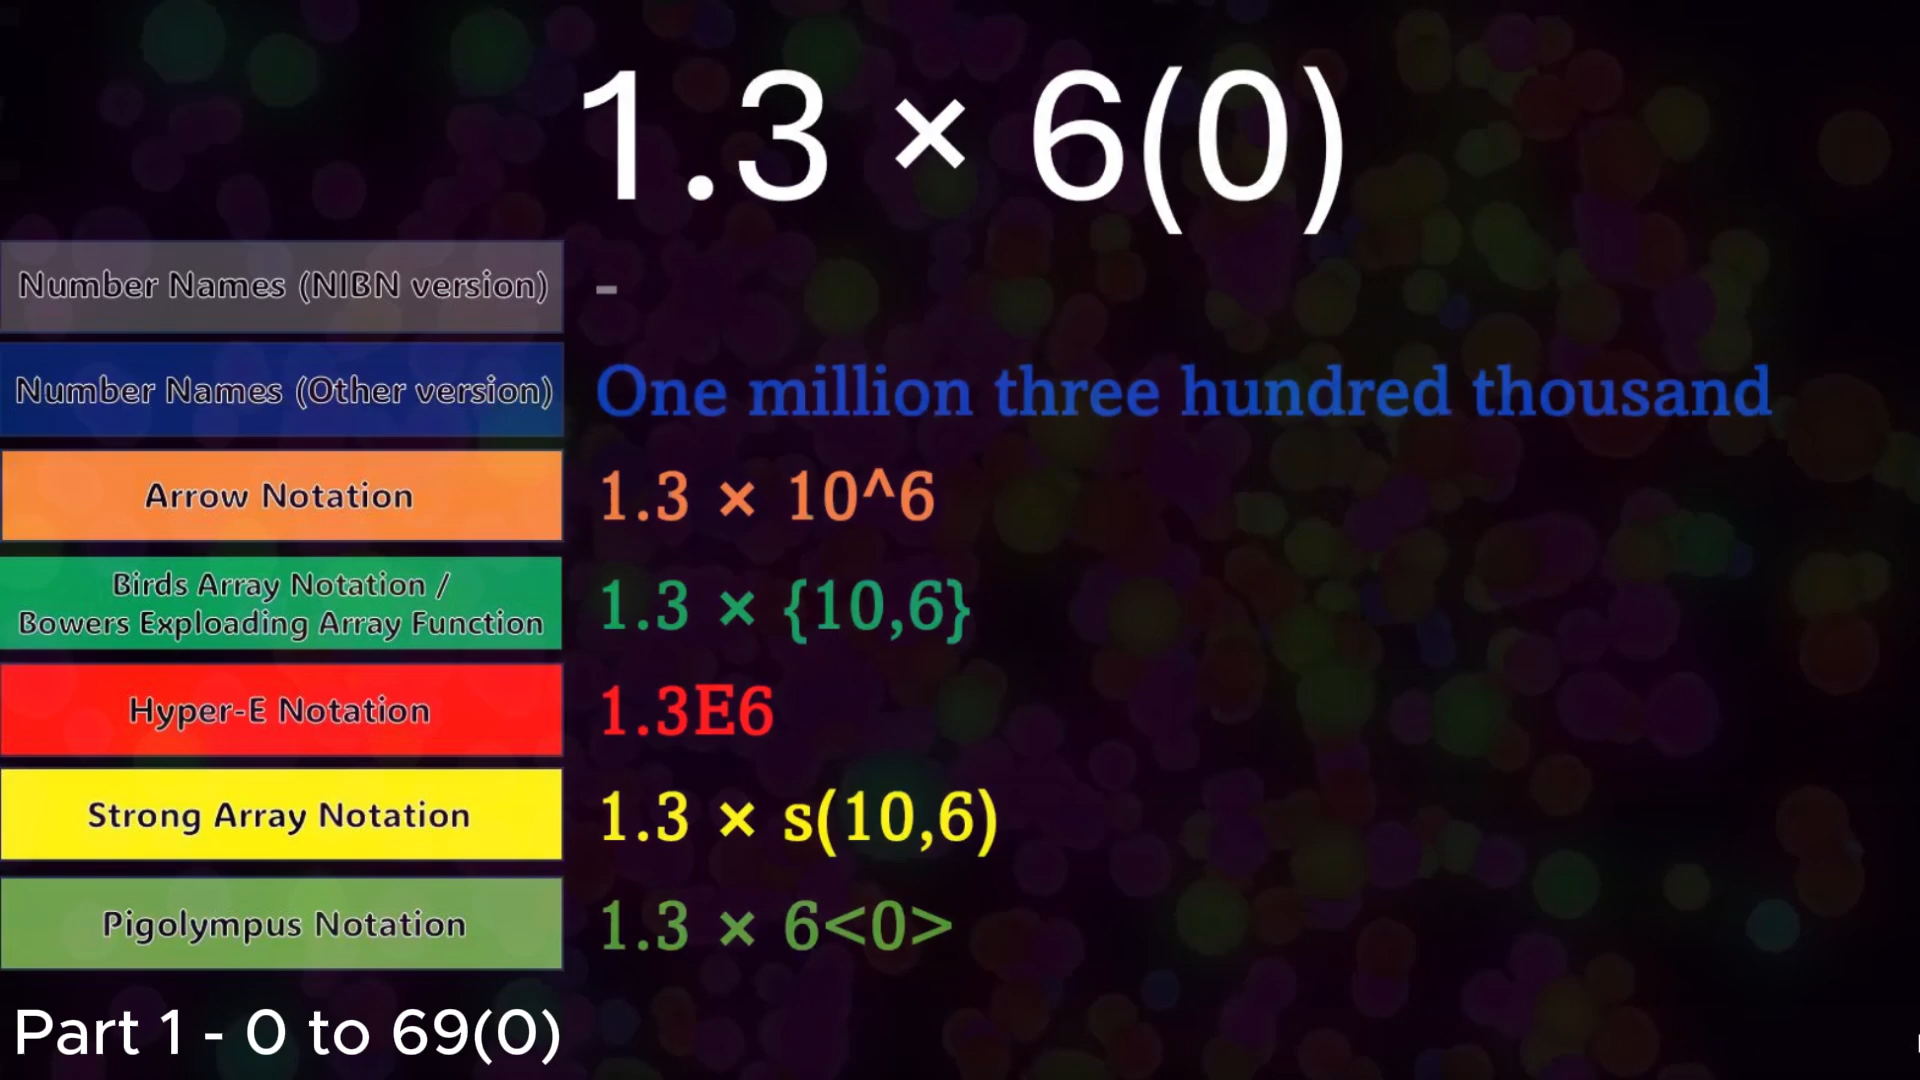 1.3 × 6(0)
Number Names (NIBN version)
-
Number Names (Other version)
One million three hundred thousand
Arrow Notation
1.3 × 10^6
Birds Array Notation /
Bowers Exploading Array Function
1.3 × {10,6}
Hyper-E Notation
1.3E6
Strong Array Notation
1.3 × s(10,6)
Pigolympus Notation
1.3 × 6<0>
Part 1 - 0 to 69(0)